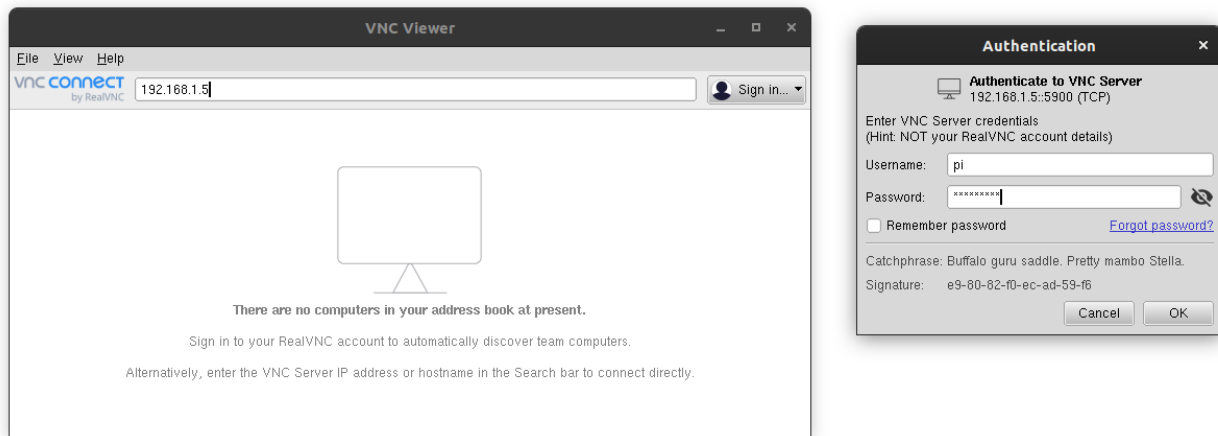 VNC Viewer
File View Help
VNC CONNECT
by RealVNC
192.168.1.5
Sign in...
There are no computers in your address book at present.
Sign in to your RealVNC account to automatically discover team computers.
Alternatively, enter the VNC Server IP address or hostname in the Search bar to connect directly.
Authentication
Authenticate to VNC Server
192.168.1.5::5900 (TCP)
Enter VNC Server credentials
(Hint: NOT your RealVNC account details)
Username: pi
Password: *********
Remember password Forgot password?
Catchphrase: Buffalo guru saddle. Pretty mambo Stella.
Signature: e9-80-82-f0-ec-ad-59-f6
Cancel OK